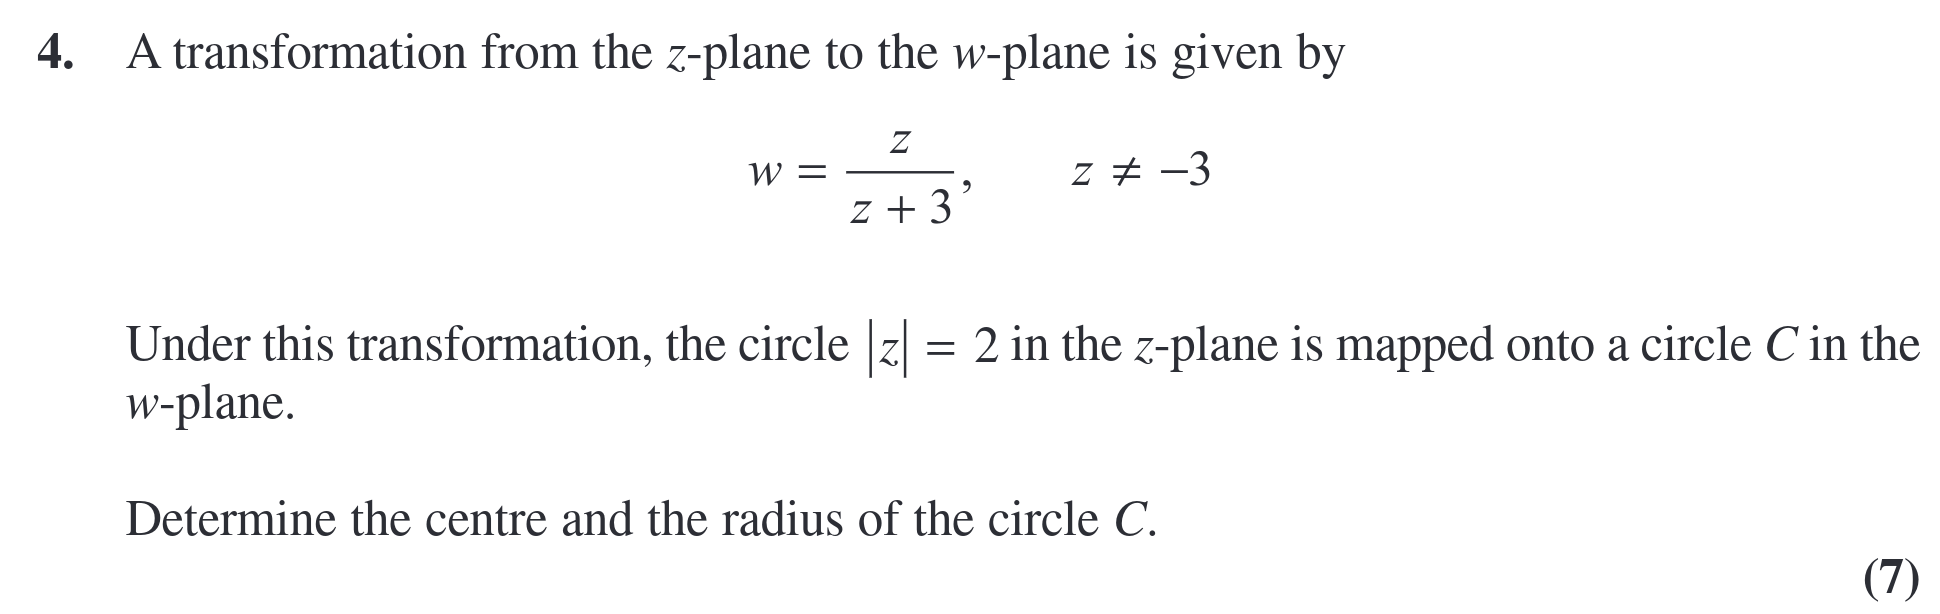 4. A transformation from the z-plane to the w-plane is given by
w = z / (z + 3), z ≠ −3
Under this transformation, the circle |z| = 2 in the z-plane is mapped onto a circle C in the
w-plane.
Determine the centre and the radius of the circle C.
(7)